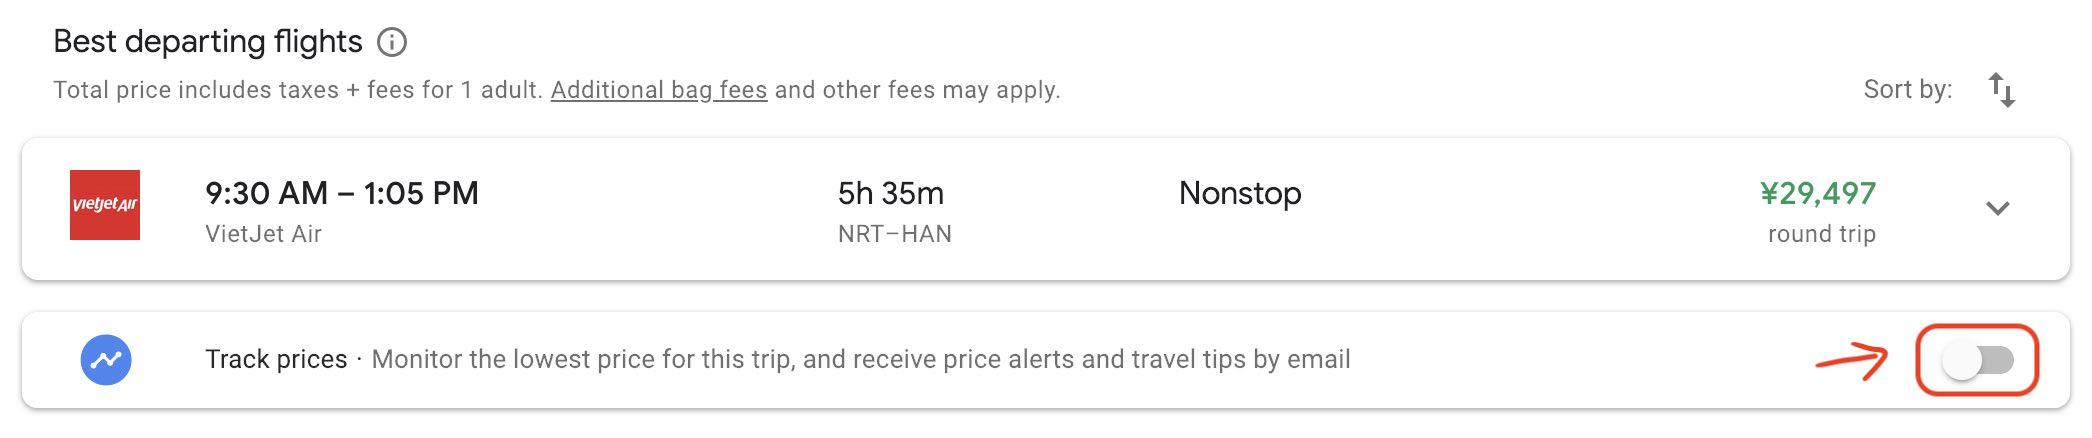 Best departing flights
Total price includes taxes + fees for 1 adult. Additional bag fees and other fees may apply.
Sort by:
vietjet Air
9:30 AM – 1:05 PM
5h 35m
Nonstop
¥29,497
VietJet Air
NRT–HAN
round trip
Track prices · Monitor the lowest price for this trip, and receive price alerts and travel tips by email